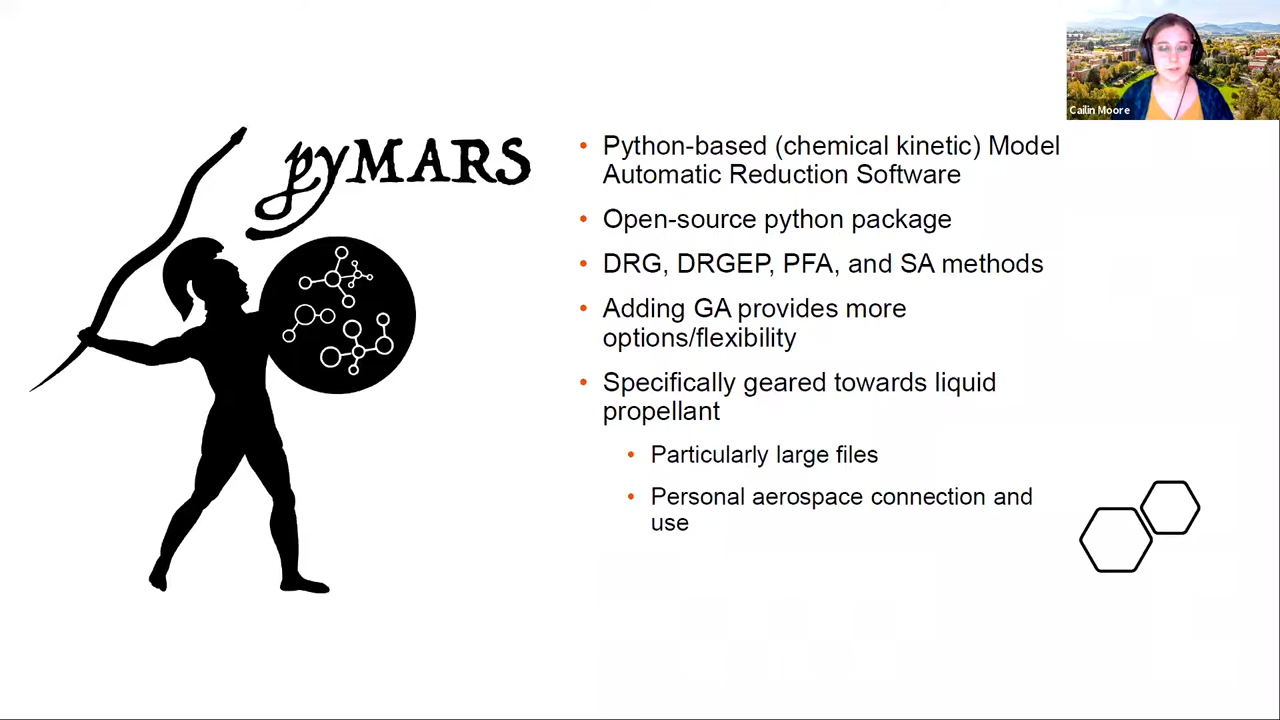 Cailin Moore
pyMARS
Python-based (chemical kinetic) Model
Automatic Reduction Software
Open-source python package
DRG, DRGEP, PFA, and SA methods
Adding GA provides more
options/flexibility
Specifically geared towards liquid
propellant
Particularly large files
Personal aerospace connection and
use